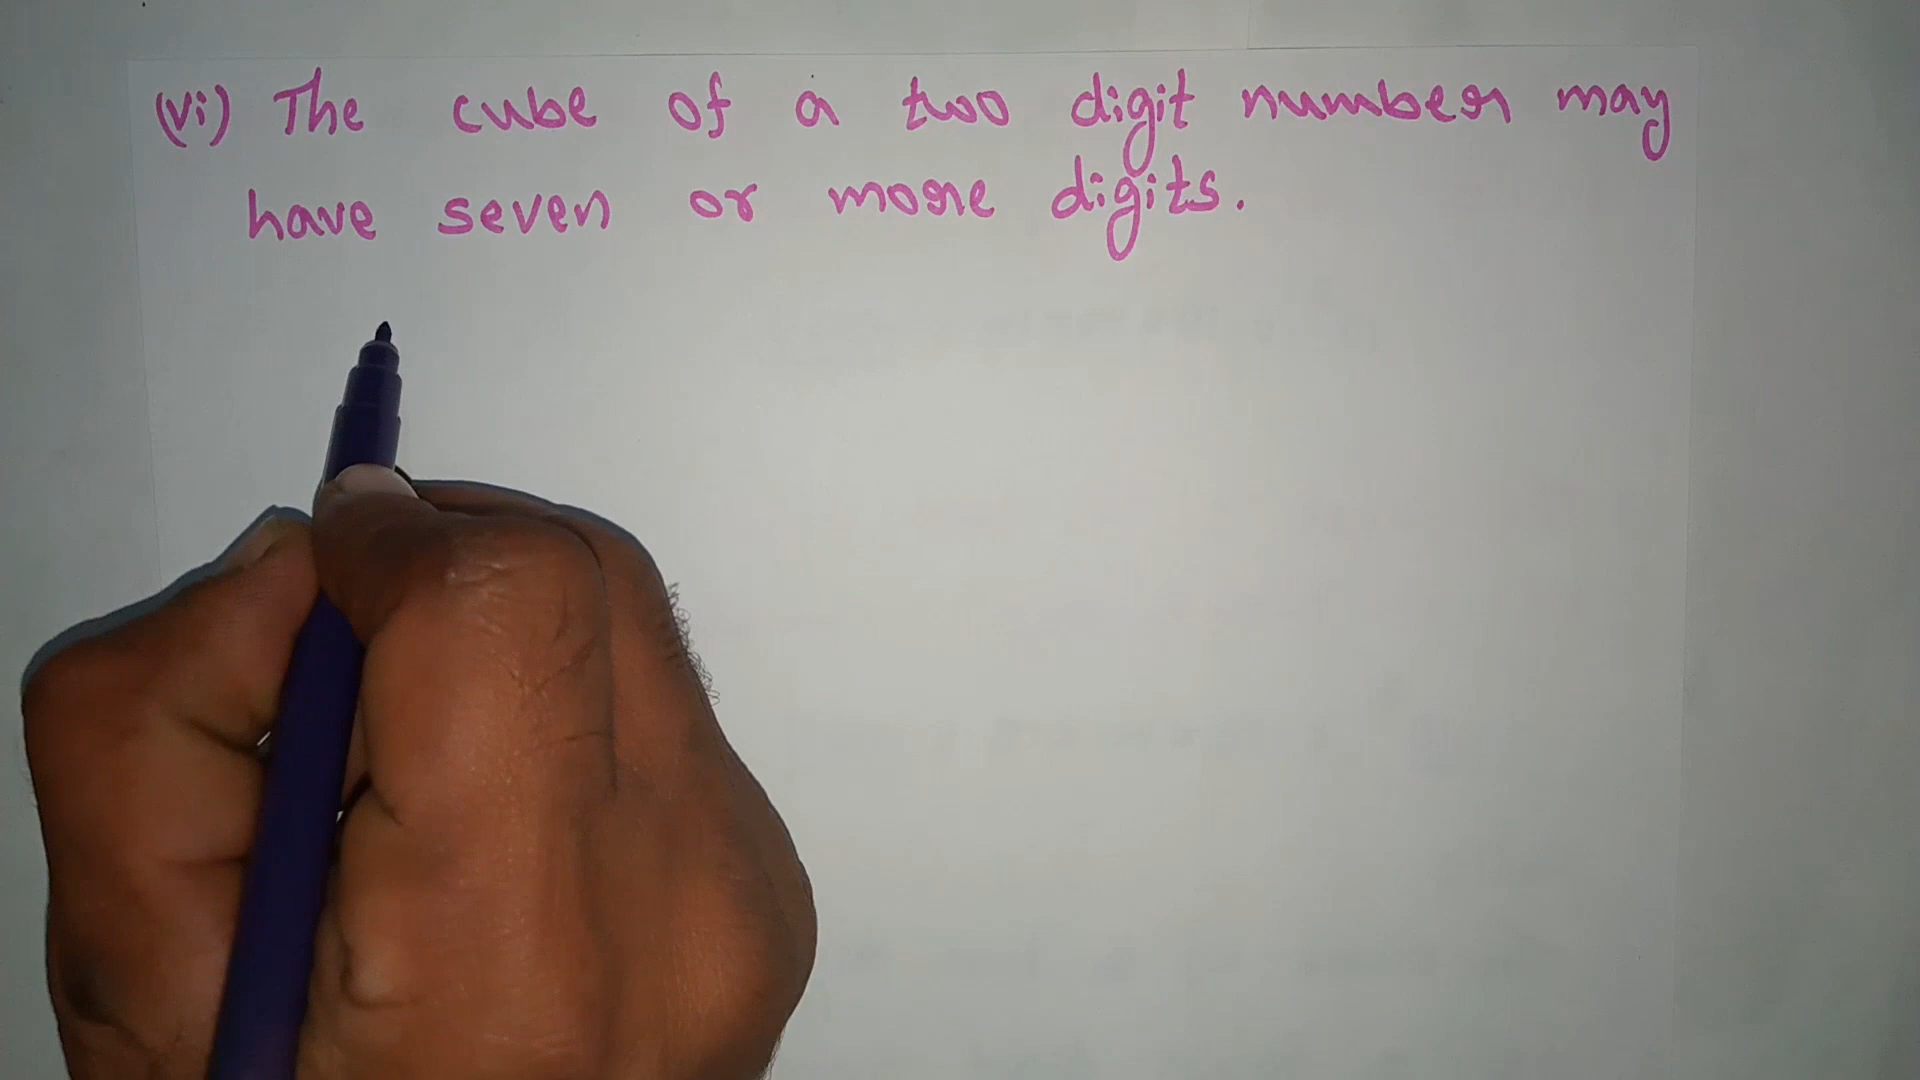 (vi) The cube of a two digit number may
have seven or more digits.